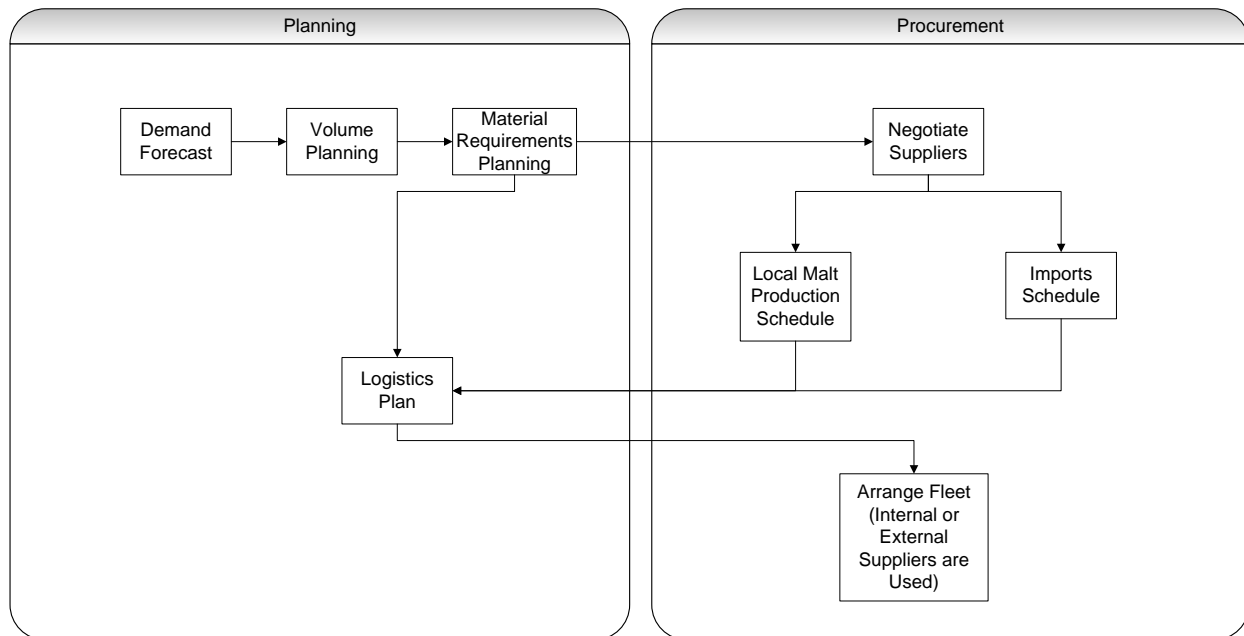 Planning
Procurement
Demand
Forecast
Volume
Planning
Material
Requirements
Planning
Negotiate
Suppliers
Local Malt
Production
Schedule
Imports
Schedule
Logistics
Plan
Arrange Fleet
(Internal or
External
Suppliers are
Used)